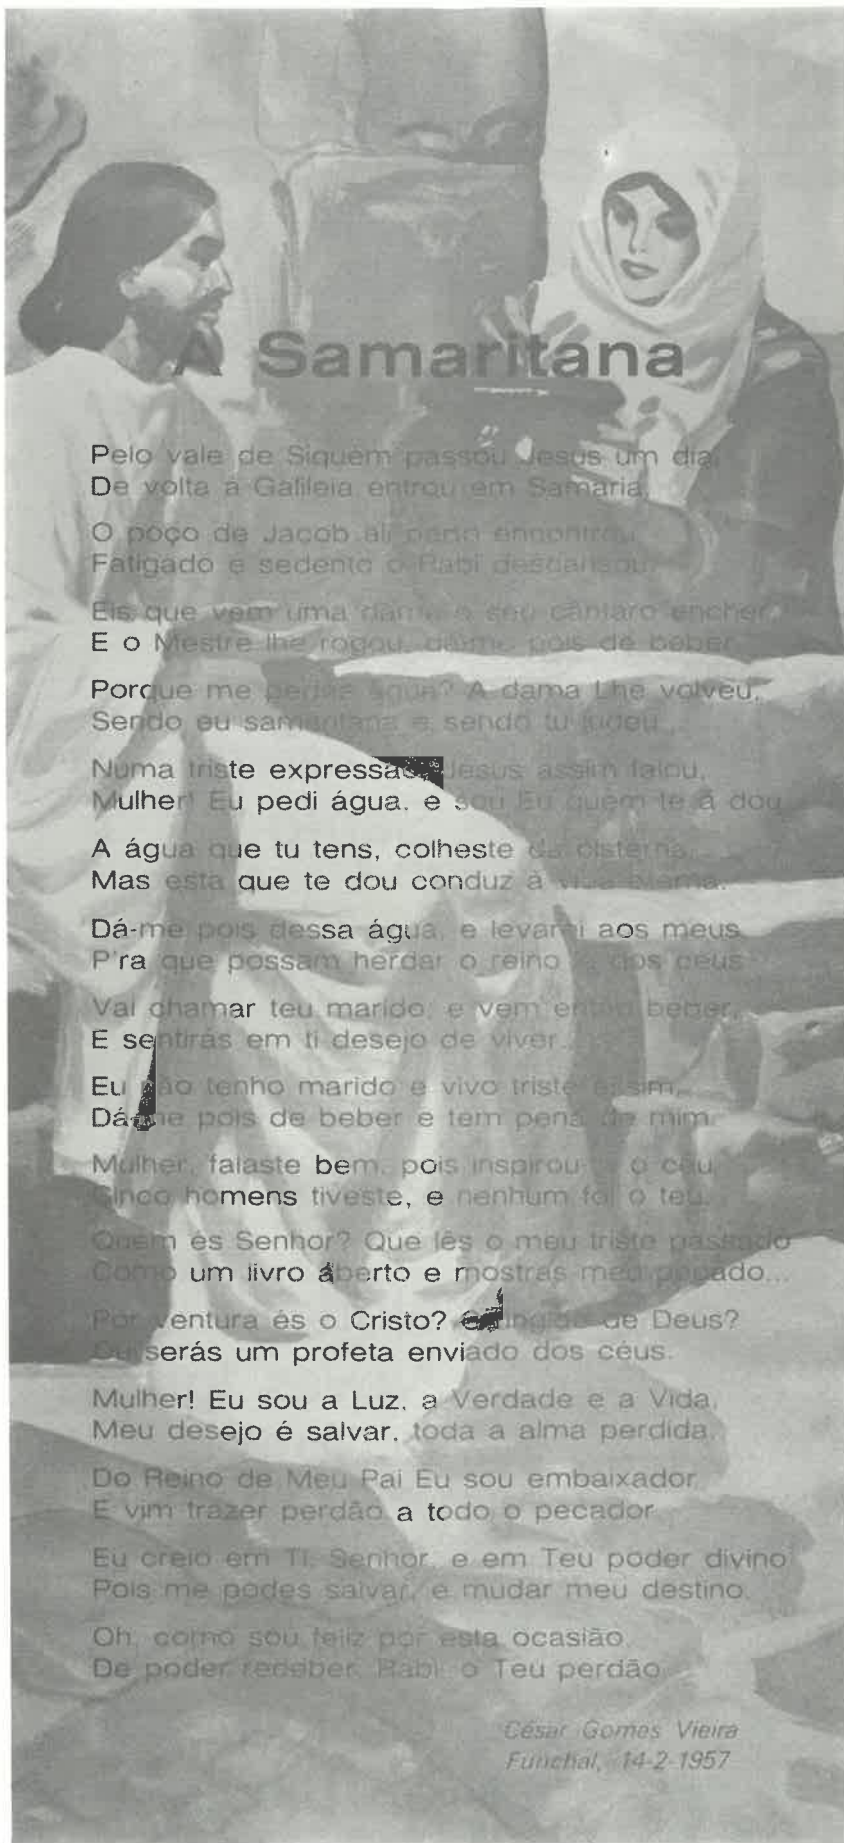 A Samaritana
Pelo vale de Siquém passou Jesus um dia,
De volta á Galileia entrou em Samaria.
O poço de Jacob ali perto encontrou
Fatigado e sedento o Rabi descansou.
Eis que vem uma dama o seu cântaro encher,
E o Mestre lhe rogou, dá-me pois de beber.
Porque me pedes água? A dama Lhe volveu,
Sendo eu samaritana e sendo tu judeu..
Numa triste expressão, Jesus assim falou,
Mulher! Eu pedi água, e sou Eu quem te a dou
A água que tu tens, colheste da cisterna,
Mas esta que te dou conduz à vida eterna.
Dá-me pois dessa água, e levarei aos meus
P'ra que possam herdar o reino dos céus
Vai chamar teu marido, e vem então beber,
E sentirás em ti desejo de viver..
Eu não tenho marido e vivo triste assim,
Dá-me pois de beber e tem pena de mim.
Mulher, falaste bem, pois inspirou-te o céu,
Cinco homens tiveste, e nenhum foi o teu.
Quem és Senhor? Que lês o meu triste passado
Como um livro aberto e mostras meu pecado...
Por ventura és o Cristo? O ungido de Deus?
Ou serás um profeta enviado dos céus.
Mulher! Eu sou a Luz, a Verdade e a Vida,
Meu desejo é salvar, toda a alma perdida.
Do Reino de Meu Pai Eu sou embaixador,
E vim trazer perdão a todo o pecador
Eu creio em Ti, Senhor, e em Teu poder divino
Pois me podes salvar, e mudar meu destino.
Oh, como sou feliz por esta ocasião
De poder receber, Rabi, o Teu perdão
César Gomes Vieira
Funchal, 14-2-1957